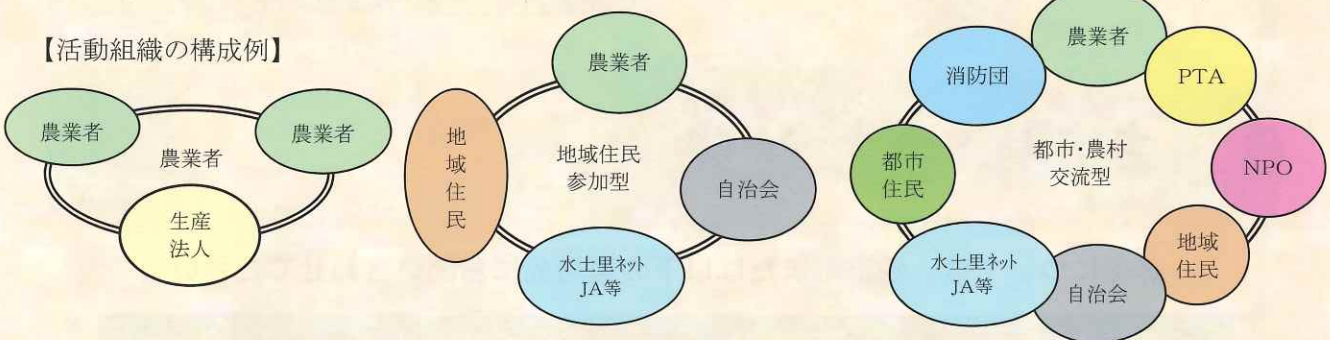 【活動組織の構成例】
農業者
農業者
農業者
生産
法人
農業者
地
域
住
民
地域住民
参加型
自治会
水土里ネット
JA等
農業者
消防団
PTA
都市
住民
都市・農村
交流型
NPO
水土里ネット
JA等
自治会
地域
住民